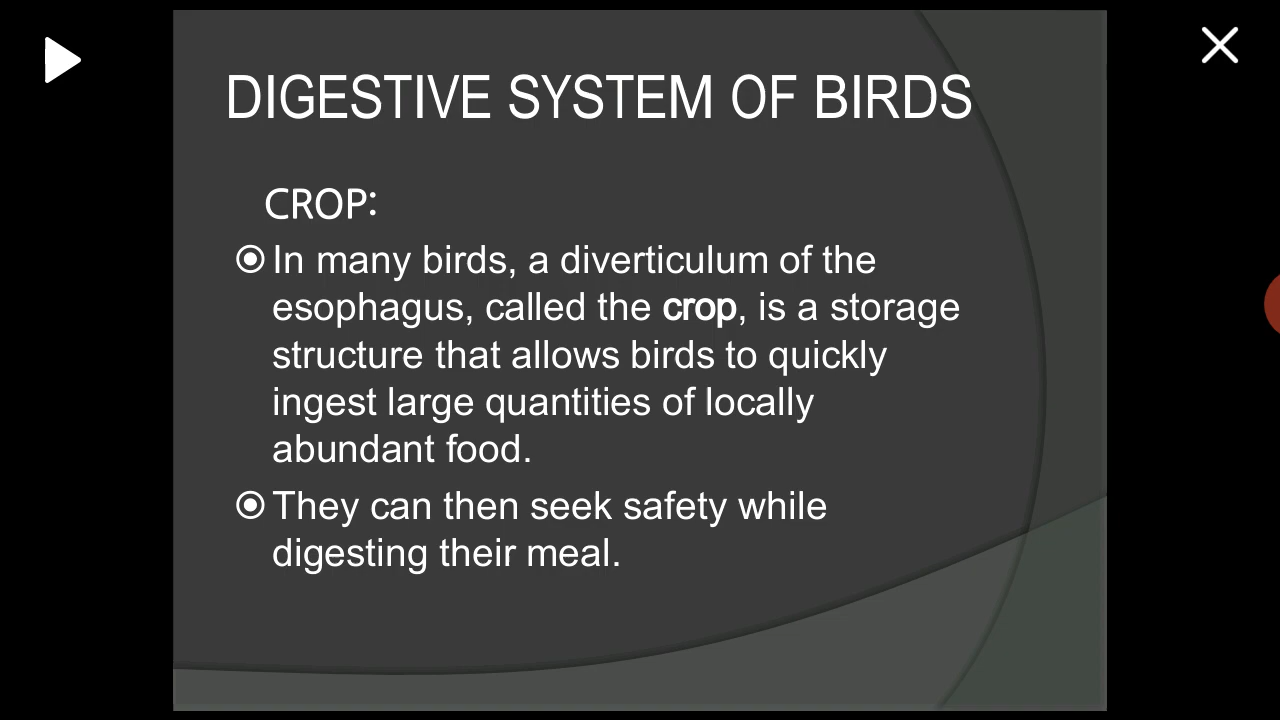 DIGESTIVE SYSTEM OF BIRDS
CROP:
In many birds, a diverticulum of the
esophagus, called the crop, is a storage
structure that allows birds to quickly
ingest large quantities of locally
abundant food.
They can then seek safety while
digesting their meal.